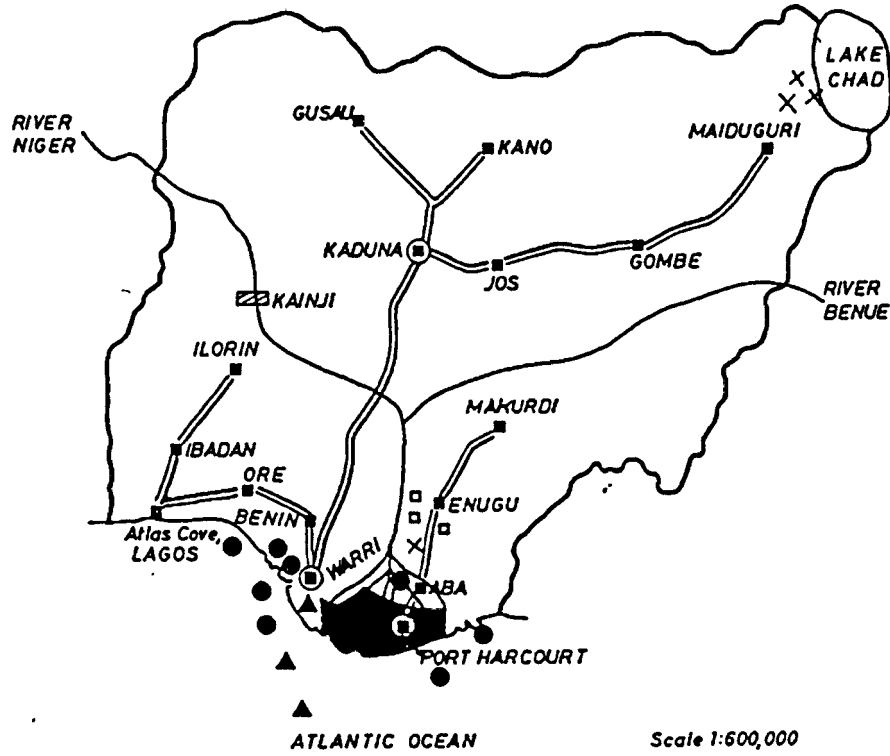 LAKE
CHAD
RIVER
NIGER
GUSAU
KANO
MAIDUGURI
KADUNA
JOS
GOMBE
KAINJI
RIVER
BENUE
ILORIN
MAKURDI
IBADAN
ORE
ENUGU
BENIN
Atlas Cove,
LAGOS
WARRI
ABA
PORT HARCOURT
ATLANTIC OCEAN
Scale 1:600,000